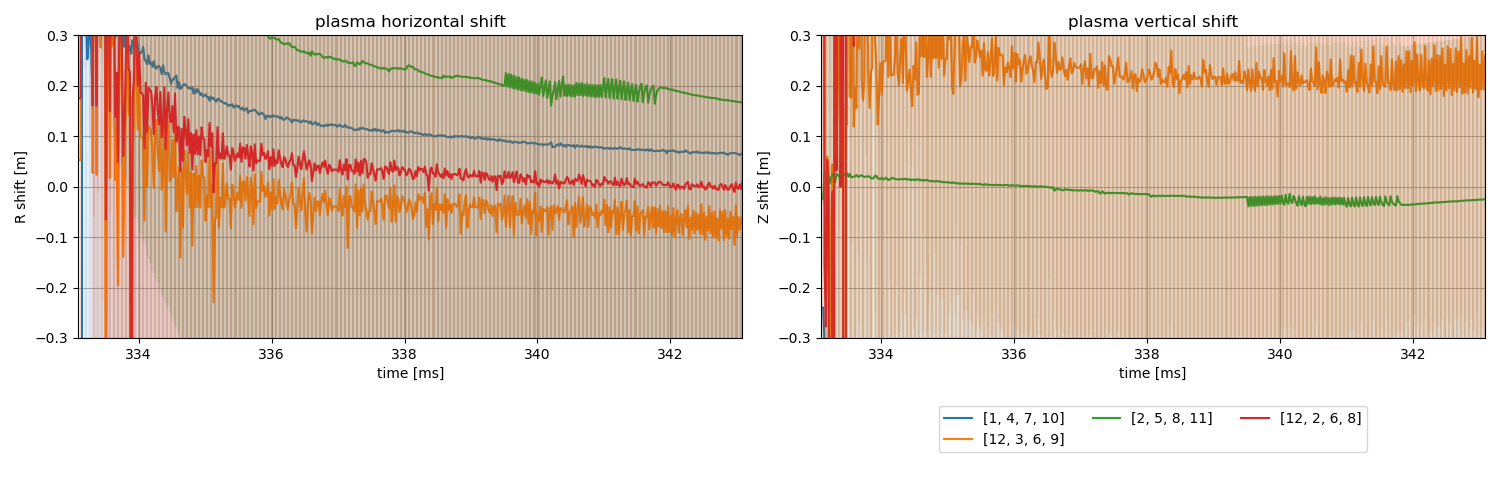 plasma horizontal shift
R shift [m]
0.3
0.2
0.1
0.0
−0.1
−0.2
−0.3
334 336 338 340 342
time [ms]
plasma vertical shift
Z shift [m]
0.3
0.2
0.1
0.0
−0.1
−0.2
−0.3
334 336 338 340 342
time [ms]
[1, 4, 7, 10] [2, 5, 8, 11] [12, 2, 6, 8]
[12, 3, 6, 9]